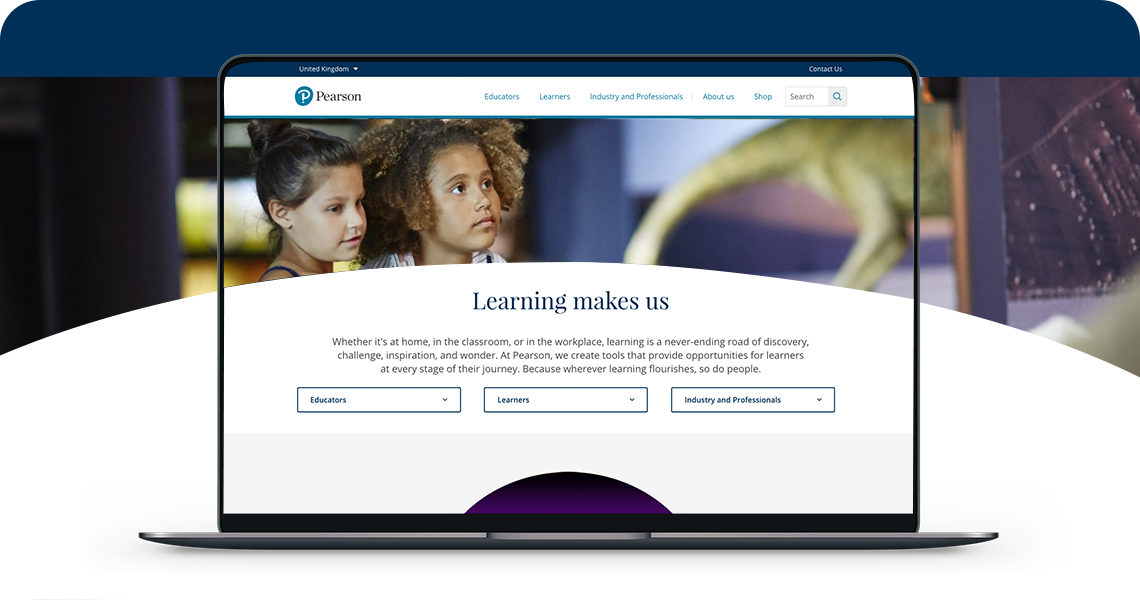 United Kingdom
Contact Us
Pearson
Educators
Learners
Industry and Professionals
About us
Shop
Search
Learning makes us
Whether it's at home, in the classroom, or in the workplace, learning is a never-ending road of discovery,
challenge, inspiration, and wonder. At Pearson, we create tools that provide opportunities for learners
at every stage of their journey. Because wherever learning flourishes, so do people.
Educators
Learners
Industry and Professionals